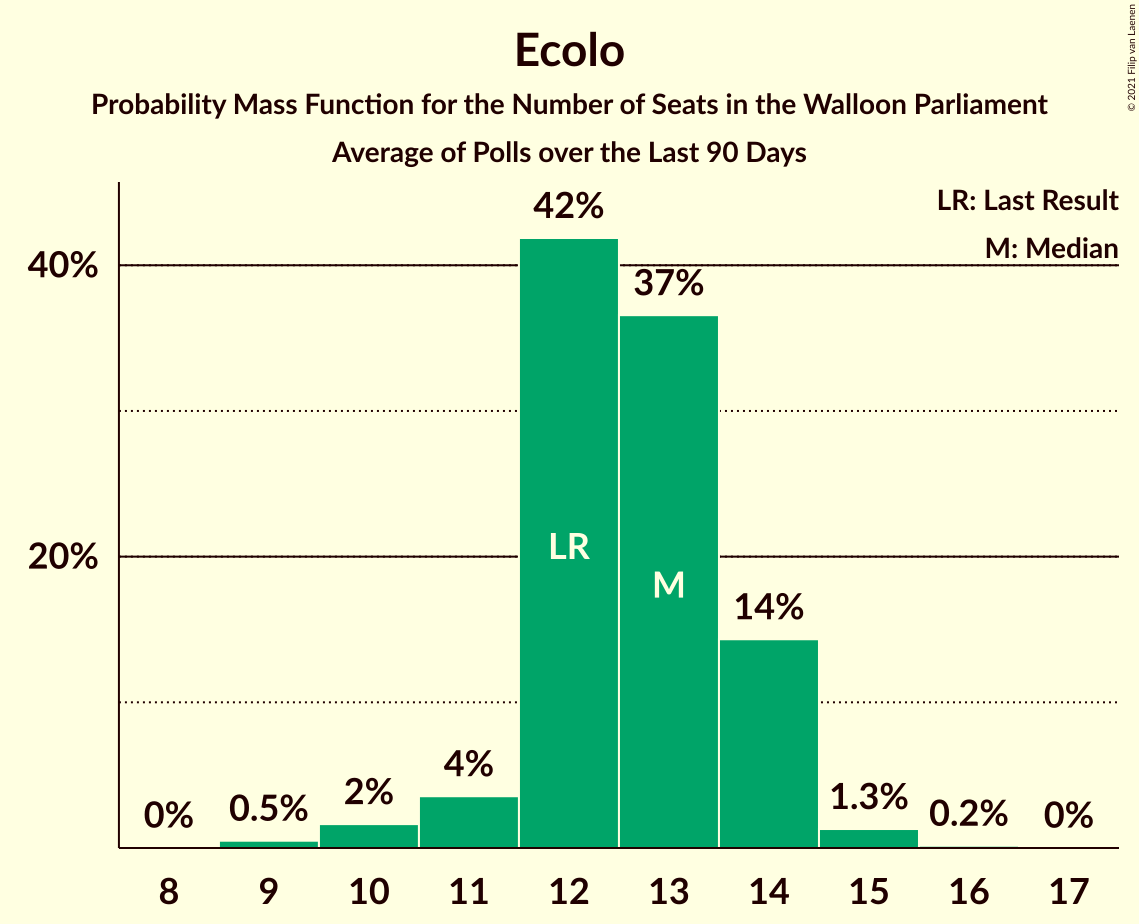 Ecolo
Probability Mass Function for the Number of Seats in the Walloon Parliament
Average of Polls over the Last 90 Days
© 2021 Filip van Laenen
LR: Last Result
M: Median
40%
20%
0%
0.5%
2%
4%
42%
37%
14%
1.3%
0.2%
0%
LR
M
8 9 10 11 12 13 14 15 16 17